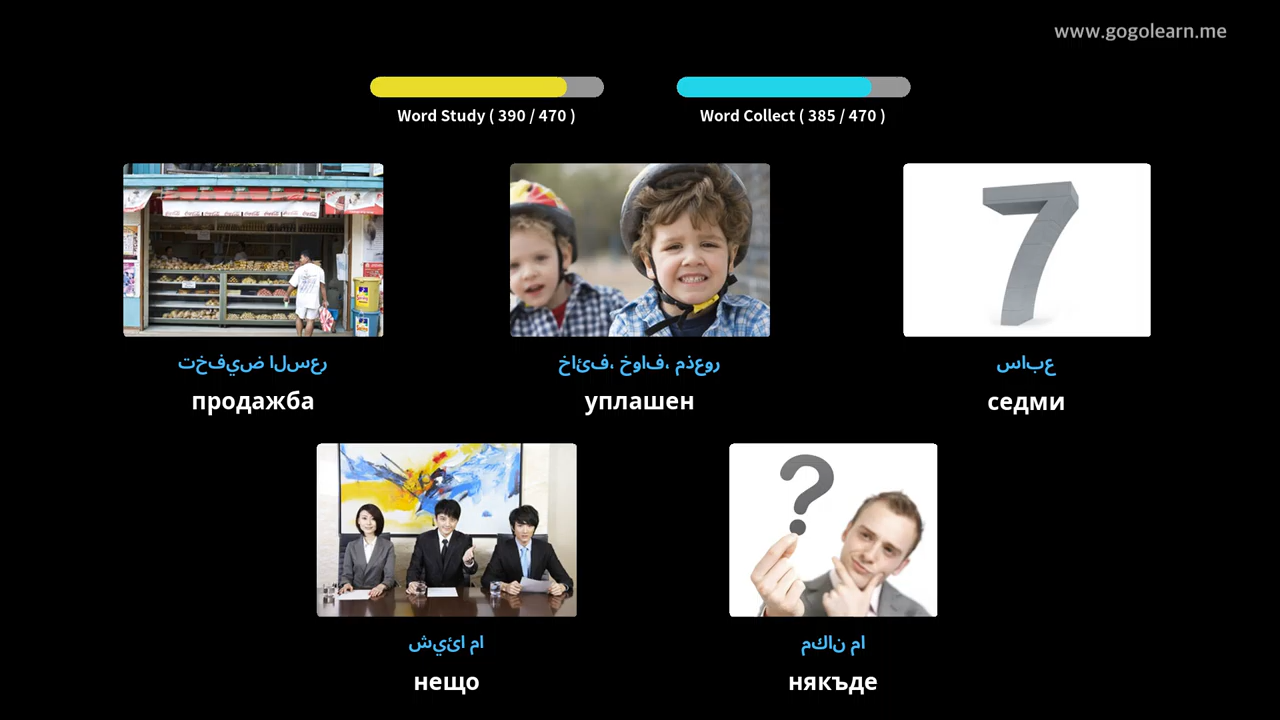 www.gogolearn.me
Word Study ( 390 / 470 )
Word Collect ( 385 / 470 )
تخفيض السعر
продажба
خائف، خواف، مذعور
уплашен
سابع
седми
شيئا ما
нещо
مكان ما
някъде